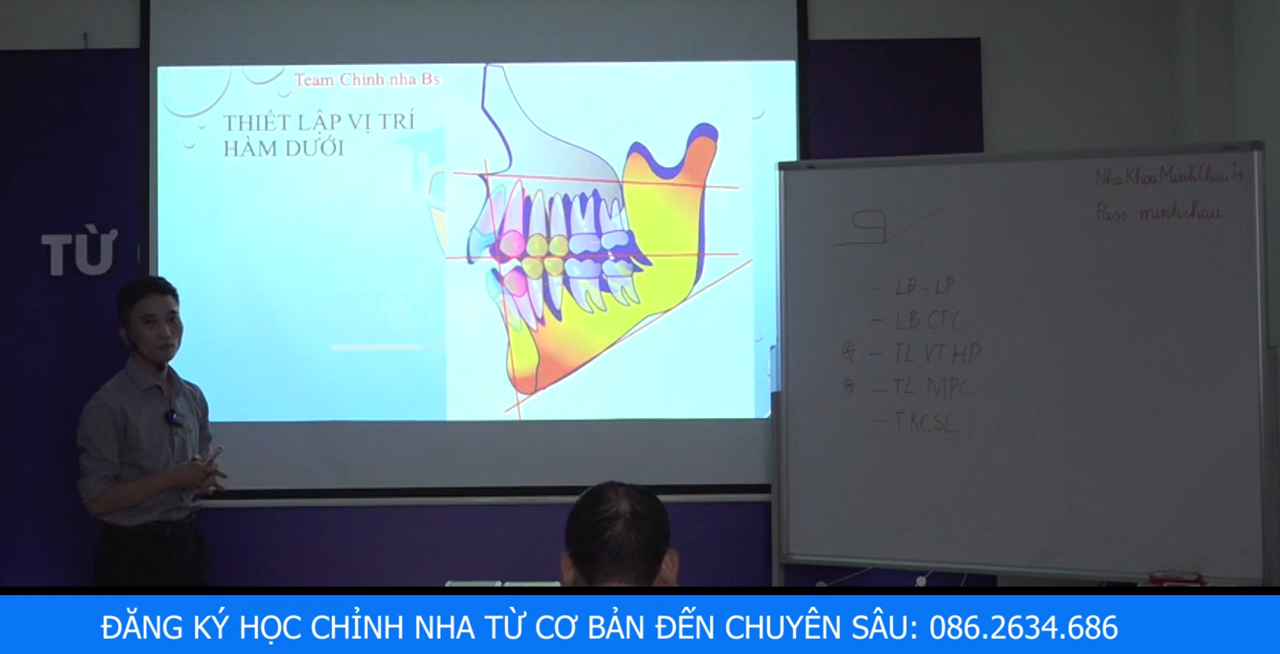 Team Chỉnh nha Bs
THIẾT LẬP VỊ TRÍ
HÀM DƯỚI
TỪ
Nha Khoa Minh Chau T4
Pass minhchau
- LĐ - LP
- LB CTC
- TL VT HD
- TL MPC
- TKCSL
ĐĂNG KÝ HỌC CHỈNH NHA TỪ CƠ BẢN ĐẾN CHUYÊN SÂU: 086.2634.686